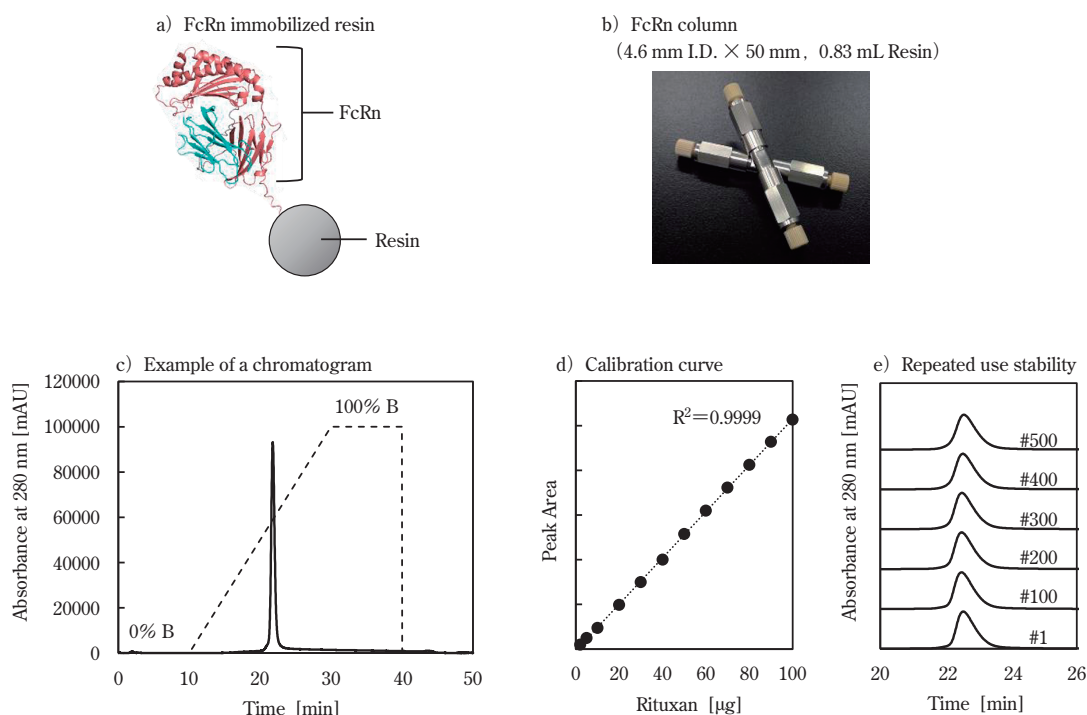 a) FcRn immobilized resin
FcRn
Resin
b) FcRn column
(4.6 mm I.D. × 50 mm, 0.83 mL Resin)
c) Example of a chromatogram
Absorbance at 280 nm [mAU]
120000
100000
80000
60000
40000
20000
0
0% B
100% B
0 10 20 30 40 50
Time [min]
d) Calibration curve
Peak Area
R²=0.9999
0 20 40 60 80 100
Rituxan [μg]
e) Repeated use stability
Absorbance at 280 nm [mAU]
#500
#400
#300
#200
#100
#1
20 22 24 26
Time [min]